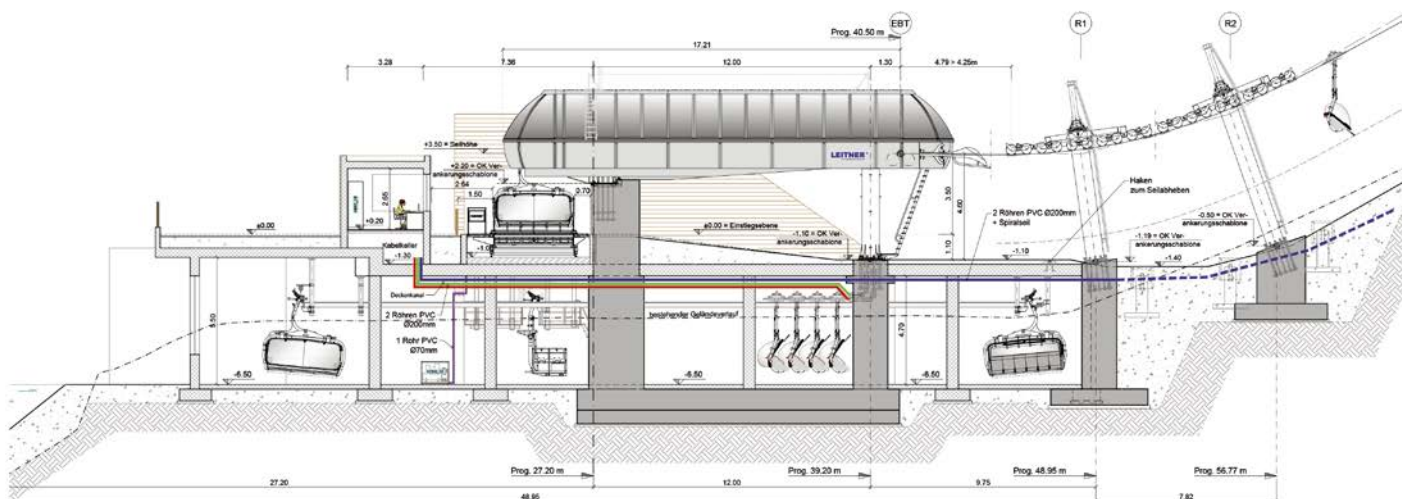 EBT
R1
R2
Prog. 40.50 m
17.21
3.28
7.36
12.00
1.30
4.79 > 4.25m
+3.50 = Seilhöhe
LEITNER
+2.20 = OK Ver-
ankerungsschablone
2.64
1.50
0.70
2.65
+0.20
3.50
4.60
1.10
Haken
zum Seilabheben
2 Röhren PVC Ø200mm
+ Spiralseil
-0.50 = OK Ver-
ankerungsschablone
±0.00
±0.00 = Einstiegsebene
-1.10 = OK Ver-
ankerungsschablone
-1.19 = OK Ver-
ankerungsschablone
Kabelkeller
-1.30
-1.10
-1.40
Deckenkanal
2 Röhren PVC
Ø200mm
1 Rohr PVC
Ø70mm
bestehender Geländeverlauf
4.70
-6.50
-6.50
-6.50
Prog. 27.20 m
Prog. 39.20 m
Prog. 48.95 m
Prog. 56.77 m
27.20
12.00
9.75
48.95
7.82